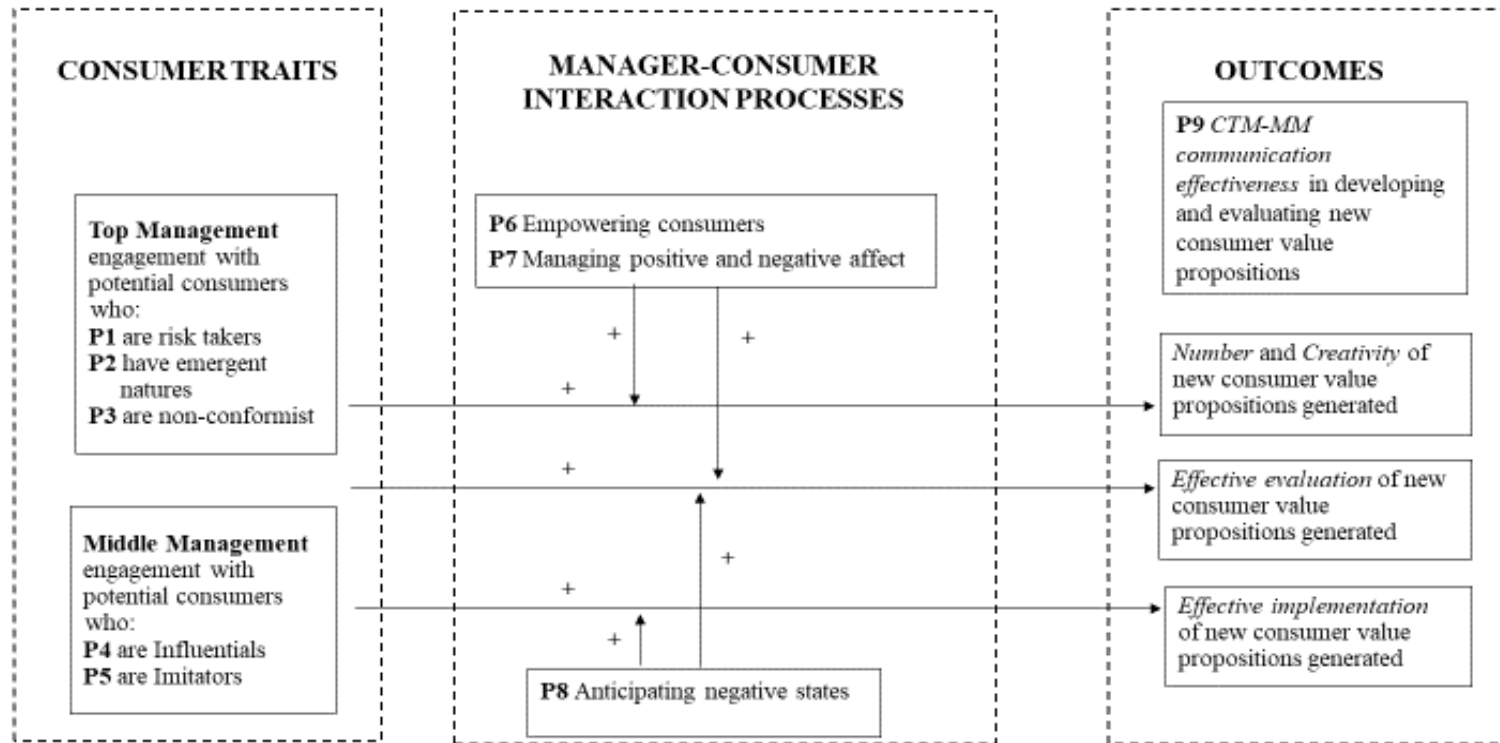 CONSUMER TRAITS
Top Management
engagement with
potential consumers
who:
P1 are risk takers
P2 have emergent
natures
P3 are non-conformist
Middle Management
engagement with
potential consumers
who:
P4 are Influentials
P5 are Imitators
MANAGER-CONSUMER
INTERACTION PROCESSES
P6 Empowering consumers
P7 Managing positive and negative affect
+
+
+
+
+
+
+
P8 Anticipating negative states
OUTCOMES
P9 CTM-MM
communication
effectiveness in developing
and evaluating new
consumer value
propositions
Number and Creativity of
new consumer value
propositions generated
Effective evaluation of new
consumer value
propositions generated
Effective implementation
of new consumer value
propositions generated